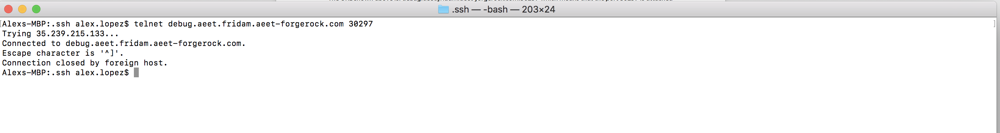 .ssh — -bash — 203×24
Alexs-MBP:.ssh alex.lopez$ telnet debug.aeet.fridam.aeet-forgerock.com 30297
Trying 35.239.215.133...
Connected to debug.aeet.fridam.aeet-forgerock.com.
Escape character is '^]'.
Connection closed by foreign host.
Alexs-MBP:.ssh alex.lopez$